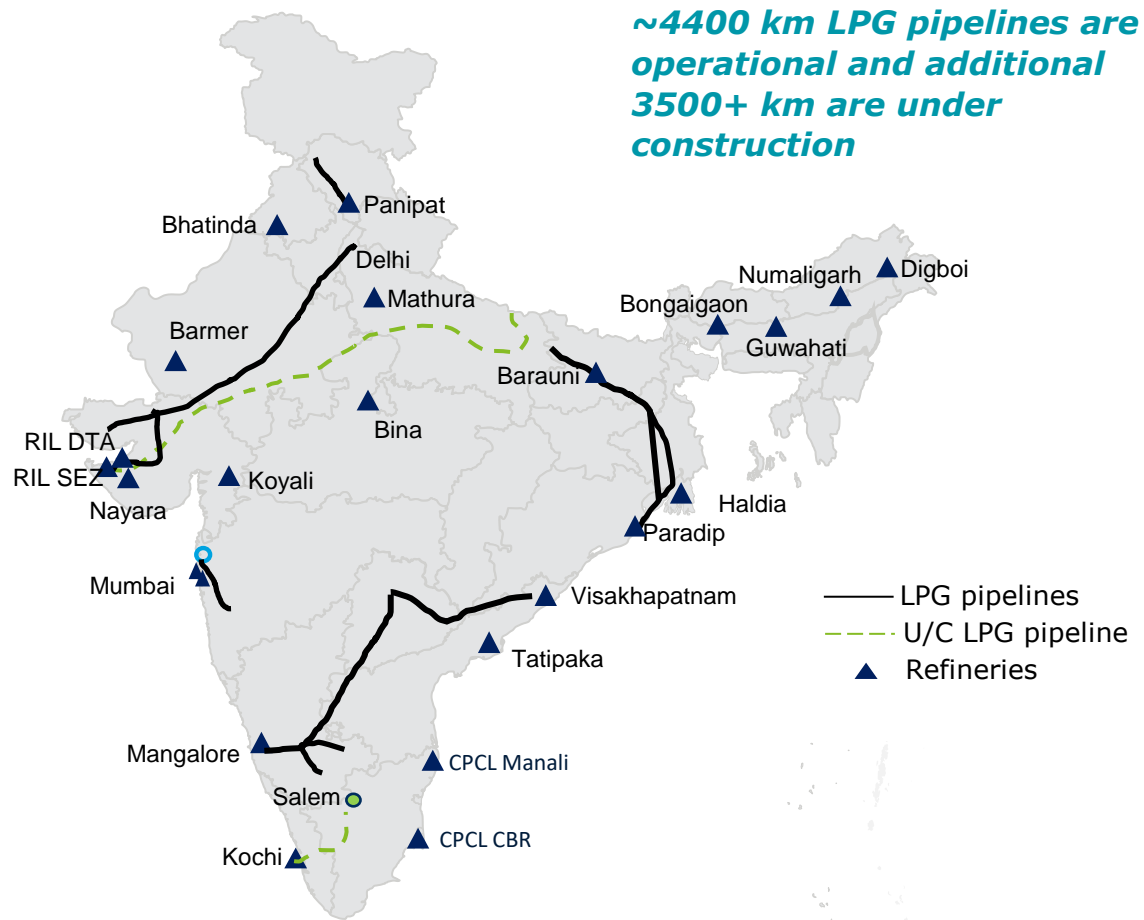 ~4400 km LPG pipelines are
operational and additional
3500+ km are under
construction
Panipat
Bhatinda
Delhi
Mathura
Numaligarh
Digboi
Bongaigaon
Guwahati
Barmer
Barauni
Bina
RIL DTA
RIL SEZ
Koyali
Nayara
Haldia
Paradip
Mumbai
Visakhapatnam
LPG pipelines
U/C LPG pipeline
Tatipaka
Refineries
Mangalore
CPCL Manali
Salem
CPCL CBR
Kochi